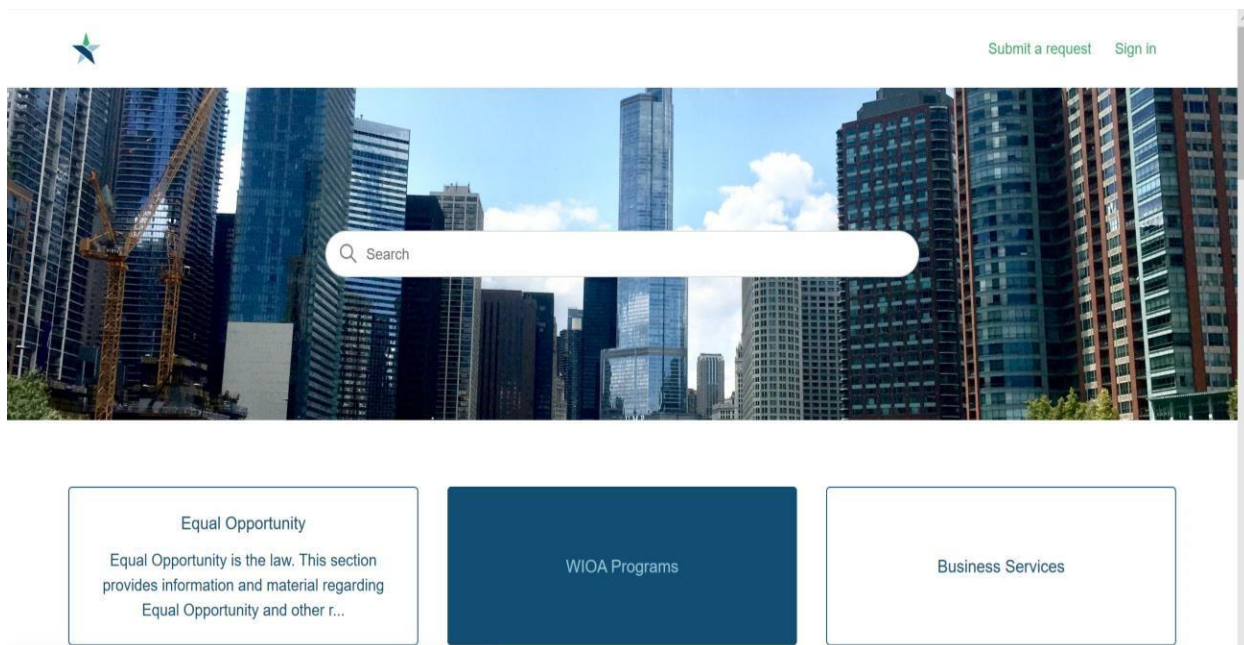 Submit a request Sign in
Search
Equal Opportunity
Equal Opportunity is the law. This section
provides information and material regarding
Equal Opportunity and other r...
WIOA Programs
Business Services